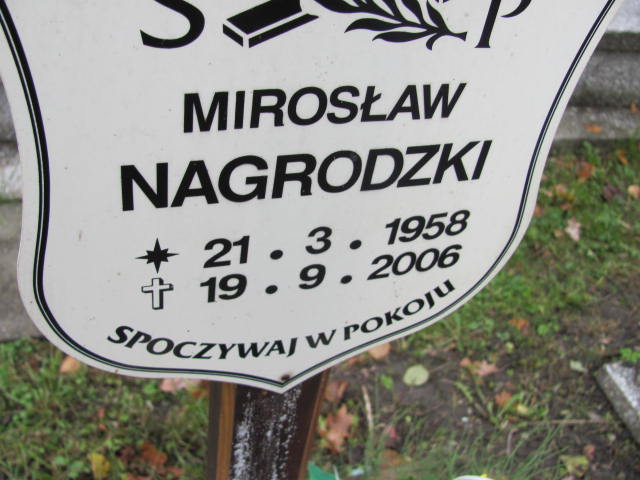 Ś P
MIROSŁAW
NAGRODZKI
21 . 3 . 1958
19 . 9 . 2006
SPOCZYWAJ W POKOJU